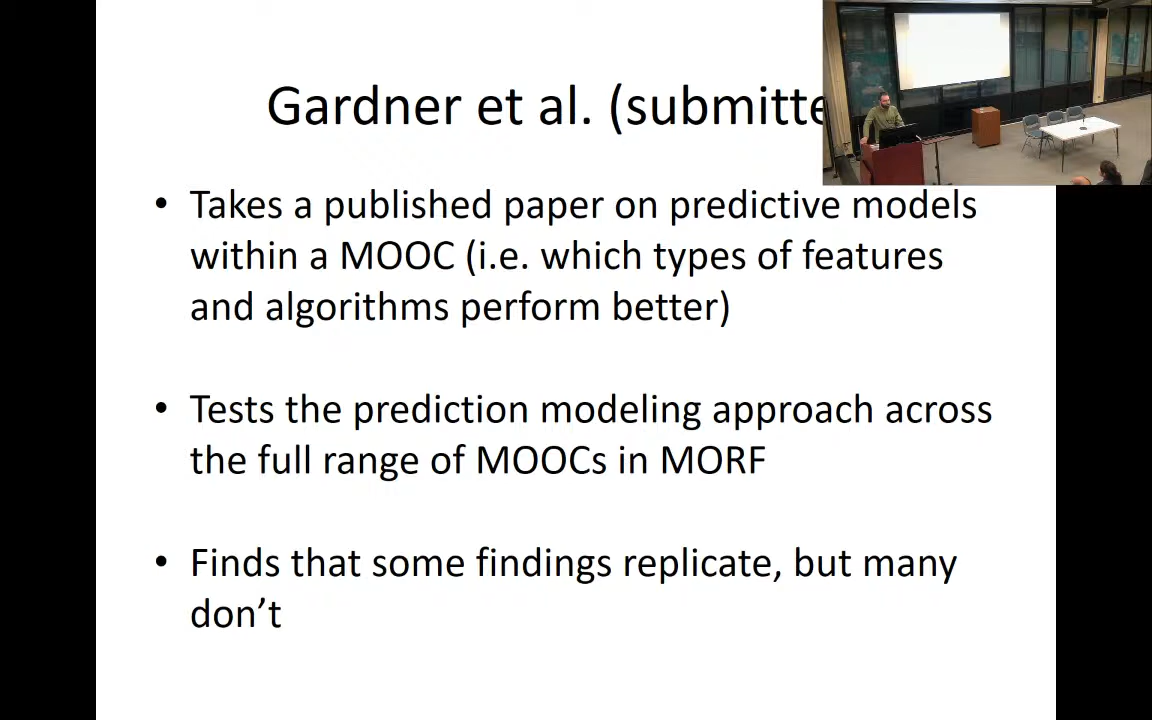 Gardner et al. (submitte
• Takes a published paper on predictive models
within a MOOC (i.e. which types of features
and algorithms perform better)
• Tests the prediction modeling approach across
the full range of MOOCs in MORF
• Finds that some findings replicate, but many
don’t